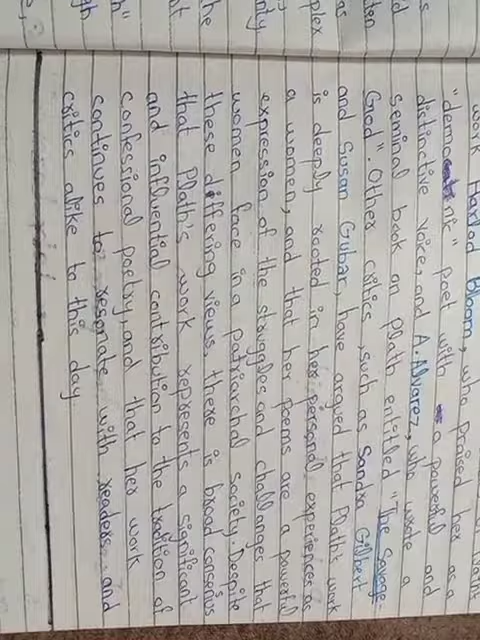 work Harlod Bloom, who praised her as a
"demonic" poet with a powerful and
distinctive voice, and A. Alvarez, who wrote a
seminal book on Plath entitled "The Savage-
God". Other critics, such as Sandra Gilbert
and Susan Gubar, have argued that Plath's work
is deeply rooted in her personal experiences as
a women, and that her poems are a powerful
expression of the struggles and challanges that
women face in a patriarchal society. Despite
these differing views, there is broad consensus
that Plath's work represents a significant
and influential contribution to the tradition of
confessional poetry, and that her work
continues to resonate with readers and
critics alike to this day.